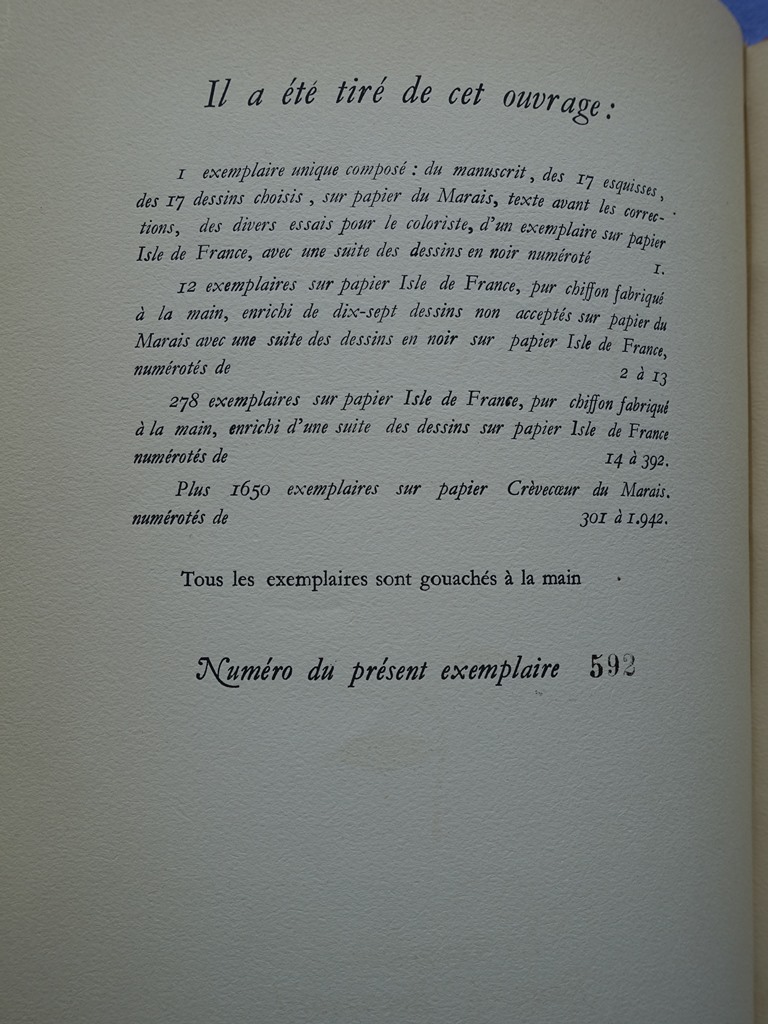 Il a été tiré de cet ouvrage :
1 exemplaire unique composé : du manuscrit, des 17 esquisses,
des 17 dessins choisis, sur papier du Marais, texte avant les correc-
tions, des divers essais pour le coloriste, d'un exemplaire sur papier
Isle de France, avec une suite des dessins en noir numéroté 1.
12 exemplaires sur papier Isle de France, pur chiffon fabriqué
à la main, enrichi de dix-sept dessins non acceptés sur papier du
Marais avec une suite des dessins en noir sur papier Isle de France,
numérotés de 2 à 13
278 exemplaires sur papier Isle de France, pur chiffon fabriqué
à la main, enrichi d'une suite des dessins sur papier Isle de France
numérotés de 14 à 392.
Plus 1650 exemplaires sur papier Crèvecœur du Marais.
numérotés de 301 à 1.942.
Tous les exemplaires sont gouachés à la main
Numéro du présent exemplaire 592